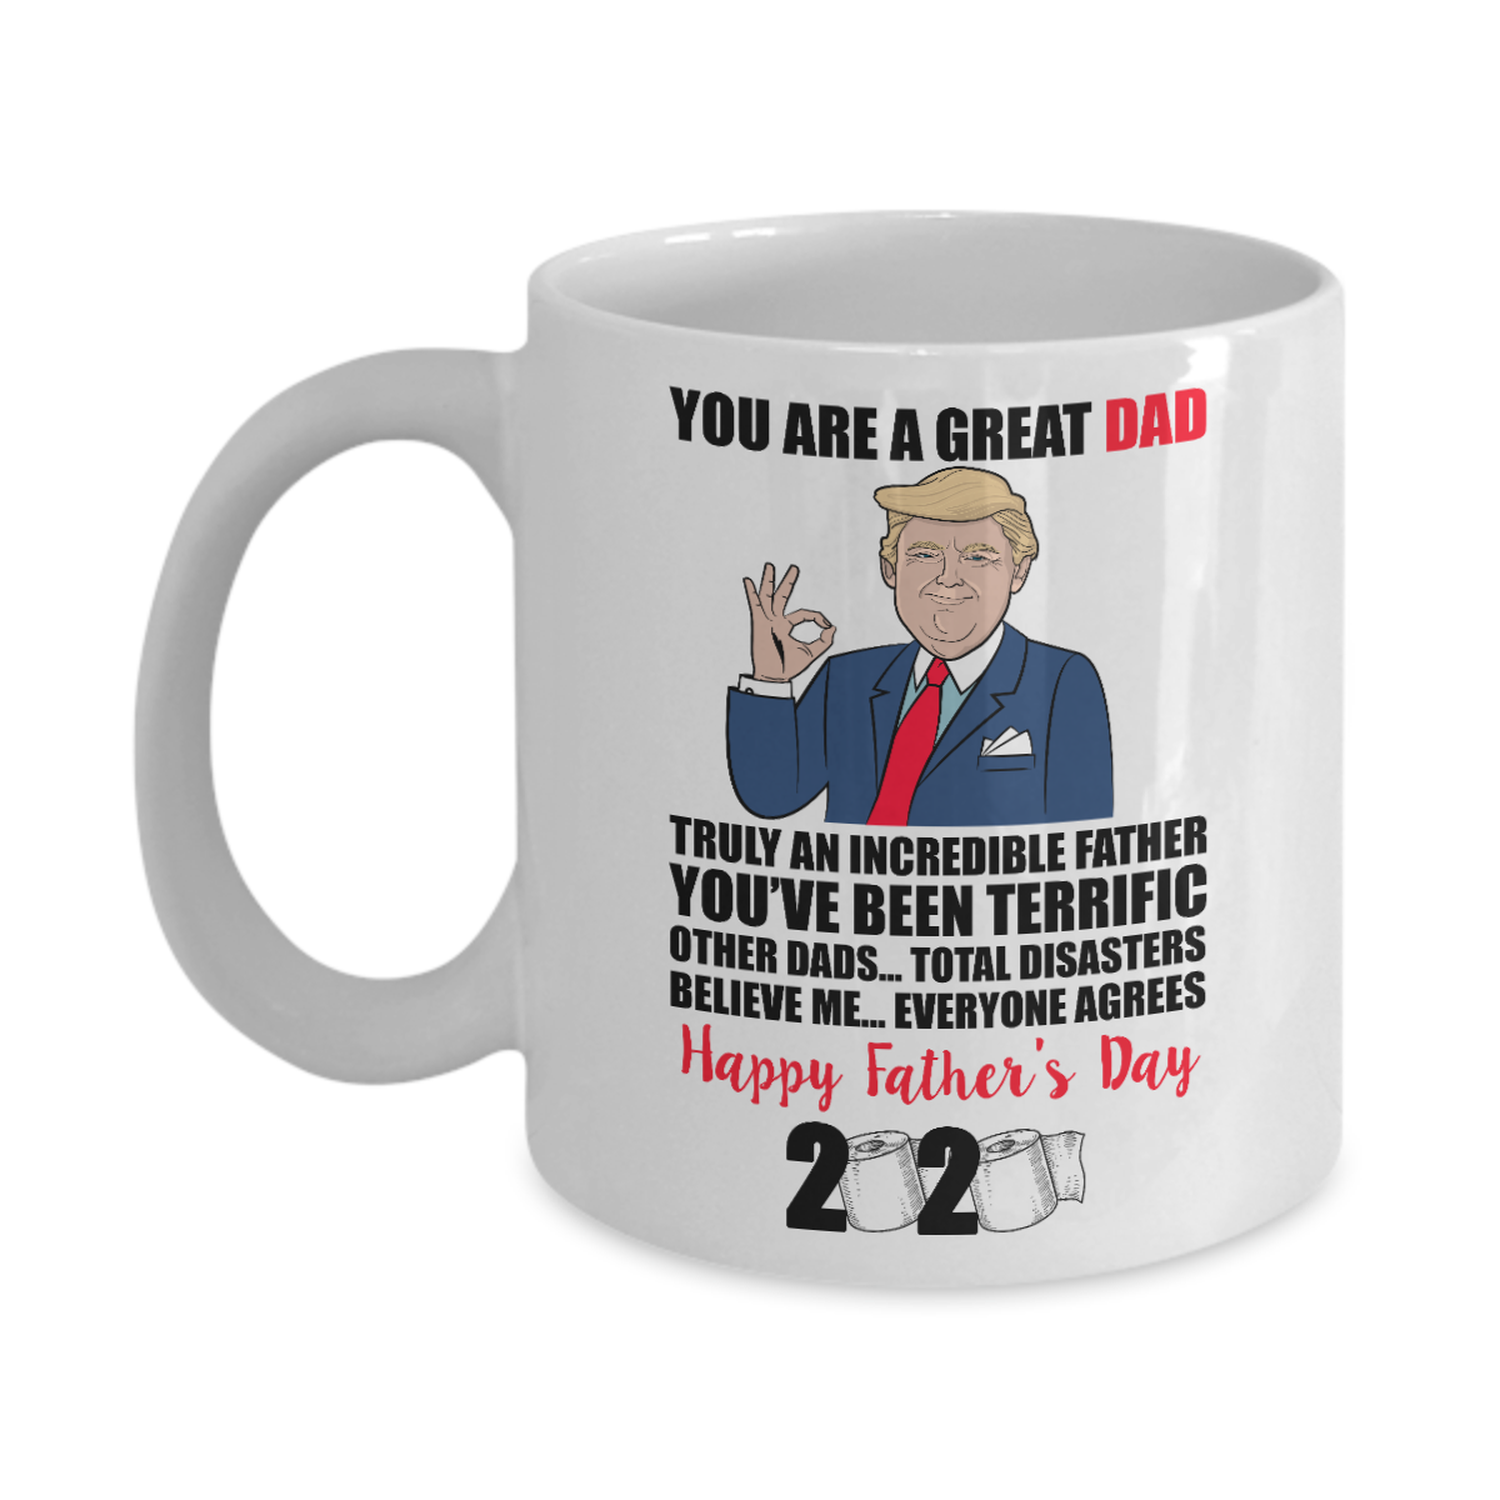 YOU ARE A GREAT DAD
TRULY AN INCREDIBLE FATHER
YOU'VE BEEN TERRIFIC
OTHER DADS... TOTAL DISASTERS
BELIEVE ME... EVERYONE AGREES
Happy Father's Day
2020